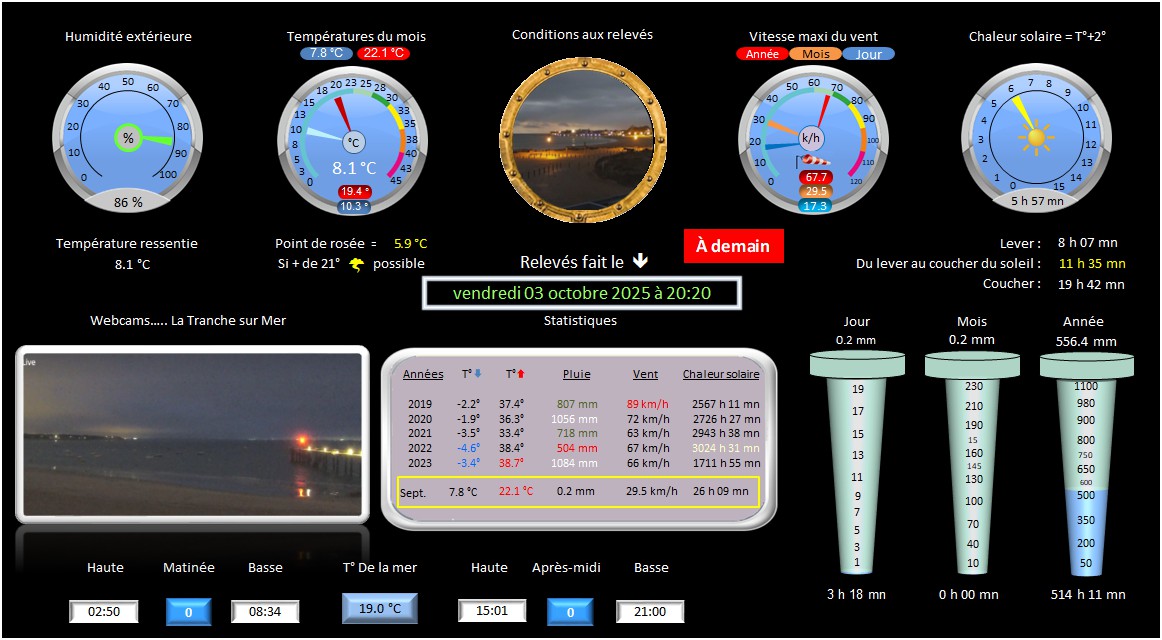 Humidité extérieure
Températures du mois
Conditions aux relevés
Vitesse maxi du vent
Chaleur solaire = T°+2°
7.8 °C 22.1 °C
Année Mois Jour
0 10 20 30 40 50 60 70 80 90 100
%
86 %
0 3 5 8 10 13 15 18 20 23 25 28 30 33 35 38 40 43 45
°C
8.1 °C
19.4 °
10.3 °
0 10 20 30 40 50 60 70 80 90 100 110 120
k/h
67.7
29.5
17.3
0 1 2 3 4 5 6 7 8 9 10 11 12 13 14 15
5 h 57 mn
Température ressentie
8.1 °C
Point de rosée = 5.9 °C
Si + de 21° possible
Relevés fait le
À demain
Lever : 8 h 07 mn
Du lever au coucher du soleil : 11 h 35 mn
Coucher : 19 h 42 mn
vendredi 03 octobre 2025 à 20:20
Webcams..... La Tranche sur Mer
Live
Statistiques
Années T° T° Pluie Vent Chaleur solaire
2019 -2.2° 37.4° 807 mm 89 km/h 2567 h 11 mn
2020 -1.9° 36.3° 1056 mm 72 km/h 2726 h 27 mn
2021 -3.5° 33.4° 718 mm 63 km/h 2943 h 38 mn
2022 -4.6° 38.4° 504 mm 67 km/h 3024 h 31 mn
2023 -3.4° 38.7° 1084 mm 66 km/h 1711 h 55 mn
Sept. 7.8 °C 22.1 °C 0.2 mm 29.5 km/h 26 h 09 mn
Jour
0.2 mm
19
17
15
13
11
9
7
5
3
1
3 h 18 mn
Mois
0.2 mm
230
210
190
15
160
145
130
100
70
40
10
0 h 00 mn
Année
556.4 mm
1100
980
900
800
750
650
600
500
350
200
50
514 h 11 mn
Haute Matinée Basse T° De la mer Haute Après-midi Basse
02:50 0 08:34 19.0 °C 15:01 0 21:00